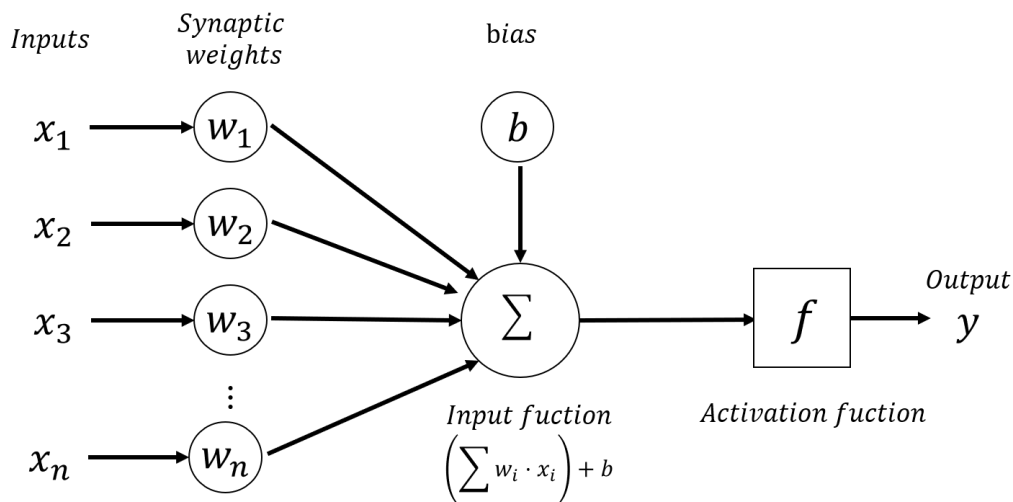 Inputs
Synaptic
weights
bias
x₁
w₁
b
x₂
w₂
x₃
w₃
∑
f
Output
y
⋮
xₙ
wₙ
Input fuction
(∑ wᵢ · xᵢ) + b
Activation fuction